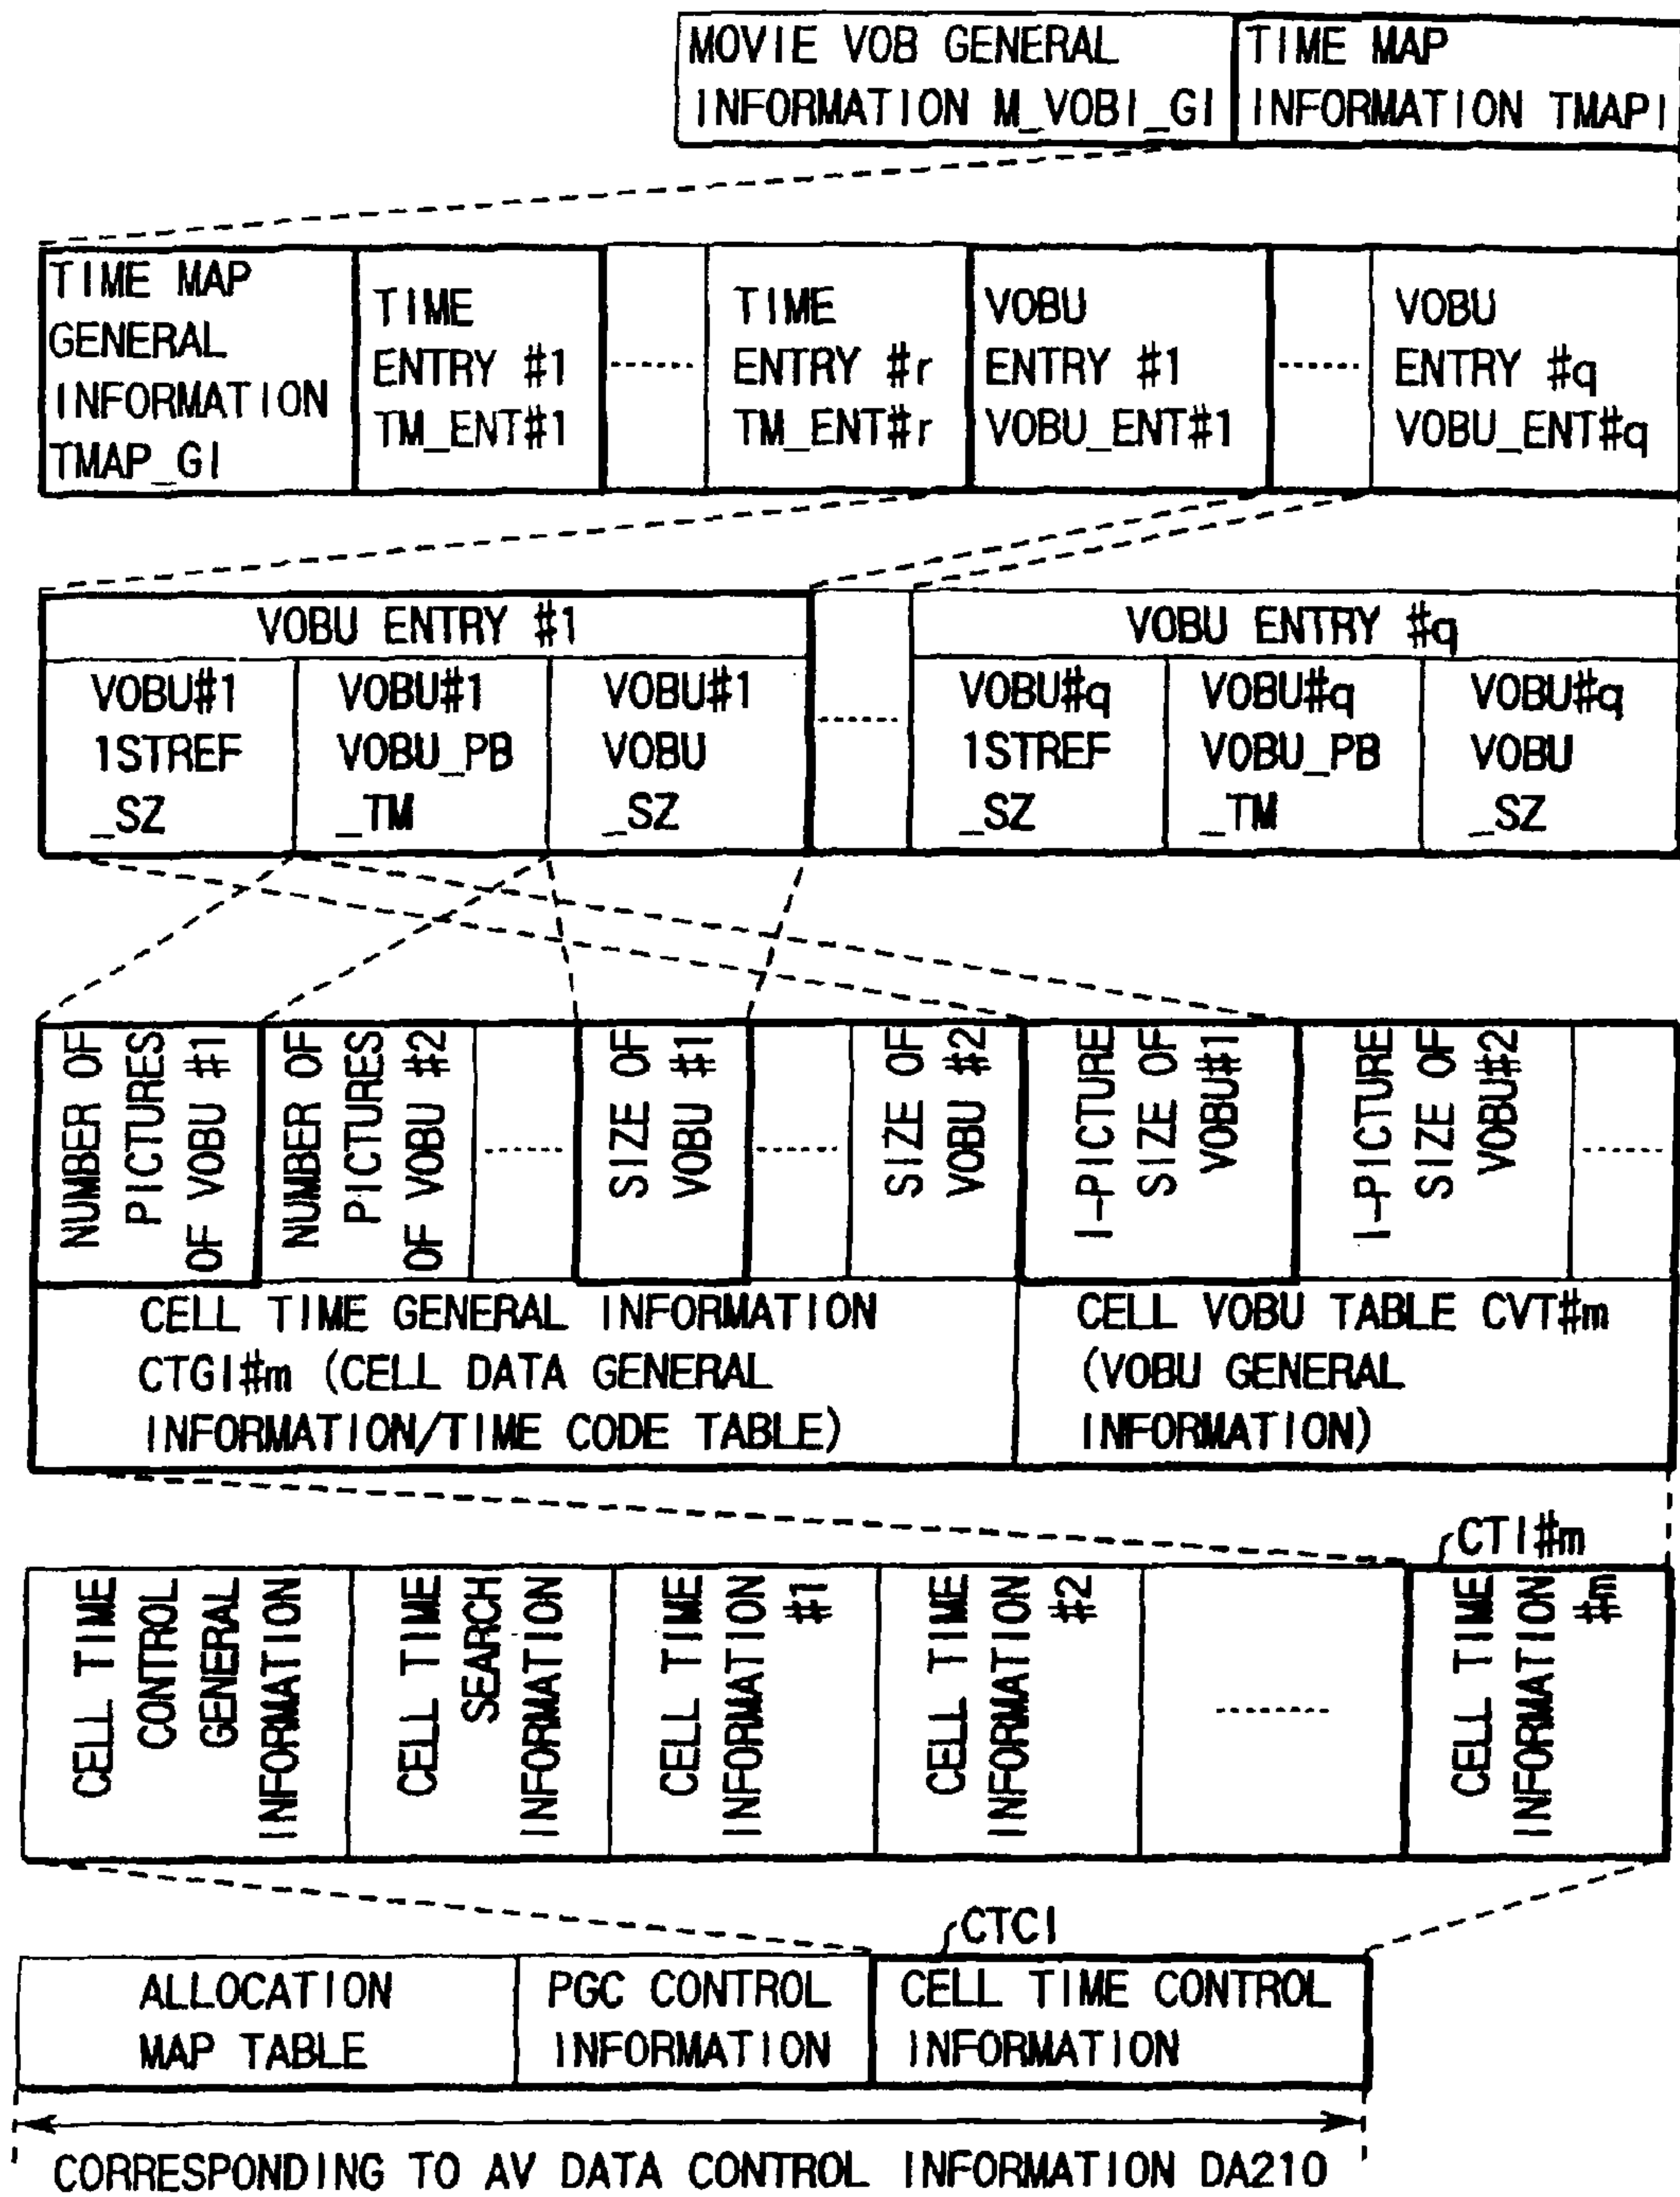 MOVIE VOB GENERAL
INFORMATION M_VOBI_GI
TIME MAP
INFORMATION TMAPI
TIME MAP
GENERAL
INFORMATION
TMAP_GI
TIME
ENTRY #1
TM_ENT#1
TIME
ENTRY #r
TM_ENT#r
VOBU
ENTRY #1
VOBU_ENT#1
VOBU
ENTRY #q
VOBU_ENT#q
VOBU ENTRY #1
VOBU ENTRY #q
VOBU#1
1STREF
_SZ
VOBU#1
VOBU_PB
_TM
VOBU#1
VOBU
_SZ
VOBU#q
1STREF
_SZ
VOBU#q
VOBU_PB
_TM
VOBU#q
VOBU
_SZ
NUMBER OF
PICTURES
OF VOBU #1
NUMBER OF
PICTURES
OF VOBU #2
SIZE OF
VOBU #1
SIZE OF
VOBU #2
I-PICTURE
SIZE OF
VOBU#1
I-PICTURE
SIZE OF
VOBU#2
CELL TIME GENERAL INFORMATION
CTGI#m (CELL DATA GENERAL
INFORMATION/TIME CODE TABLE)
CELL VOBU TABLE CVT#m
(VOBU GENERAL
INFORMATION)
CTI#m
CELL TIME
CONTROL
GENERAL
INFORMATION
CELL TIME
SEARCH
INFORMATION
CELL TIME
INFORMATION
#1
CELL TIME
INFORMATION
#2
CELL TIME
INFORMATION
#m
CTCI
ALLOCATION
MAP TABLE
PGC CONTROL
INFORMATION
CELL TIME CONTROL
INFORMATION
CORRESPONDING TO AV DATA CONTROL INFORMATION DA210